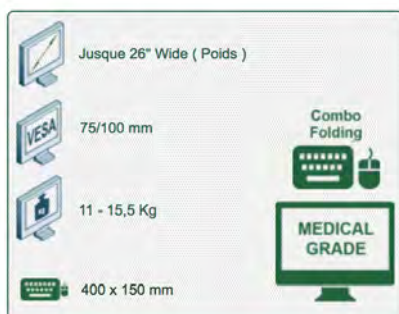 Jusque 26" Wide ( Poids )
VESA
75/100 mm
KG
11 - 15,5 Kg
400 x 150 mm
Combo
Folding
MEDICAL
GRADE